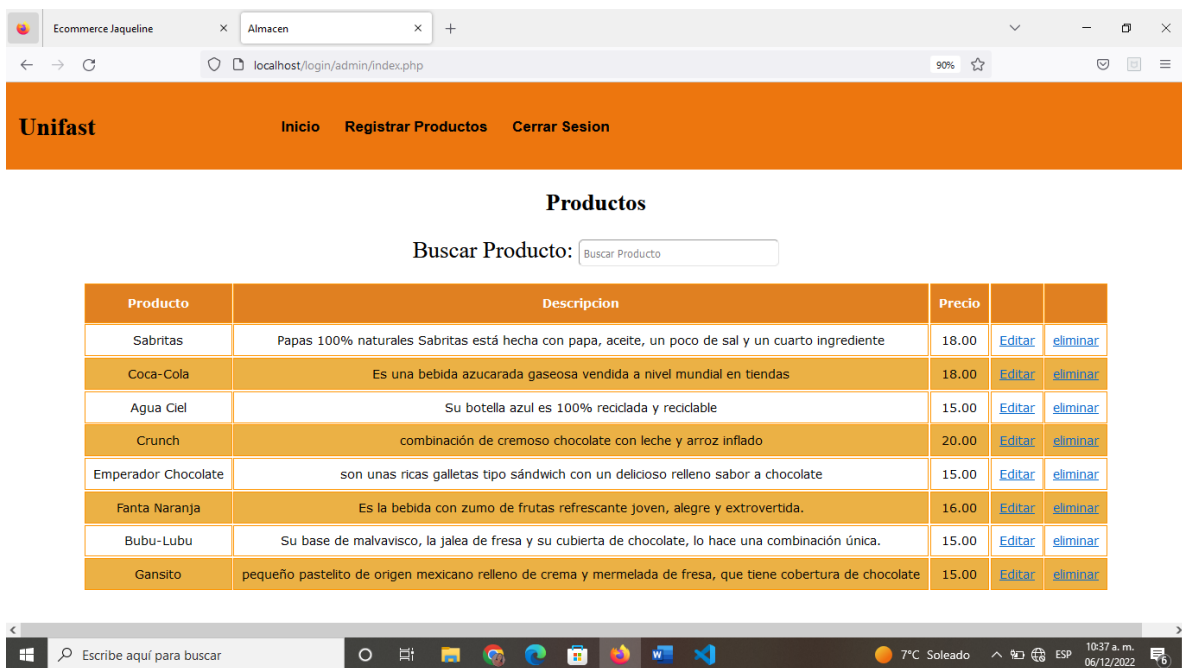 Ecommerce Jaqueline
Almacen
localhost/login/admin/index.php
90%
Unifast
Inicio
Registrar Productos
Cerrar Sesion
Productos
Buscar Producto: Buscar Producto
Producto Descripcion Precio
Sabritas Papas 100% naturales Sabritas está hecha con papa, aceite, un poco de sal y un cuarto ingrediente 18.00 Editar eliminar
Coca-Cola Es una bebida azucarada gaseosa vendida a nivel mundial en tiendas 18.00 Editar eliminar
Agua Ciel Su botella azul es 100% reciclada y reciclable 15.00 Editar eliminar
Crunch combinación de cremoso chocolate con leche y arroz inflado 20.00 Editar eliminar
Emperador Chocolate son unas ricas galletas tipo sándwich con un delicioso relleno sabor a chocolate 15.00 Editar eliminar
Fanta Naranja Es la bebida con zumo de frutas refrescante joven, alegre y extrovertida. 16.00 Editar eliminar
Bubu-Lubu Su base de malvavisco, la jalea de fresa y su cubierta de chocolate, lo hace una combinación única. 15.00 Editar eliminar
Gansito pequeño pastelito de origen mexicano relleno de crema y mermelada de fresa, que tiene cobertura de chocolate 15.00 Editar eliminar
Escribe aquí para buscar
7°C Soleado
ESP
10:37 a. m.
06/12/2022
6